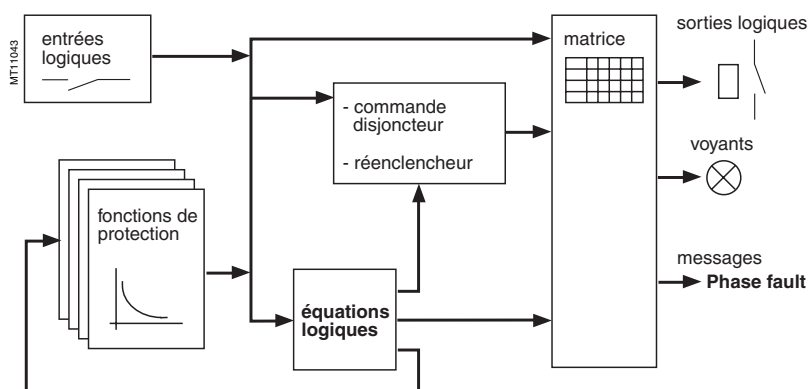 MT11043
entrées
logiques
fonctions de
protection
- commande
disjoncteur
- réenclencheur
équations
logiques
matrice
sorties logiques
voyants
messages
Phase fault